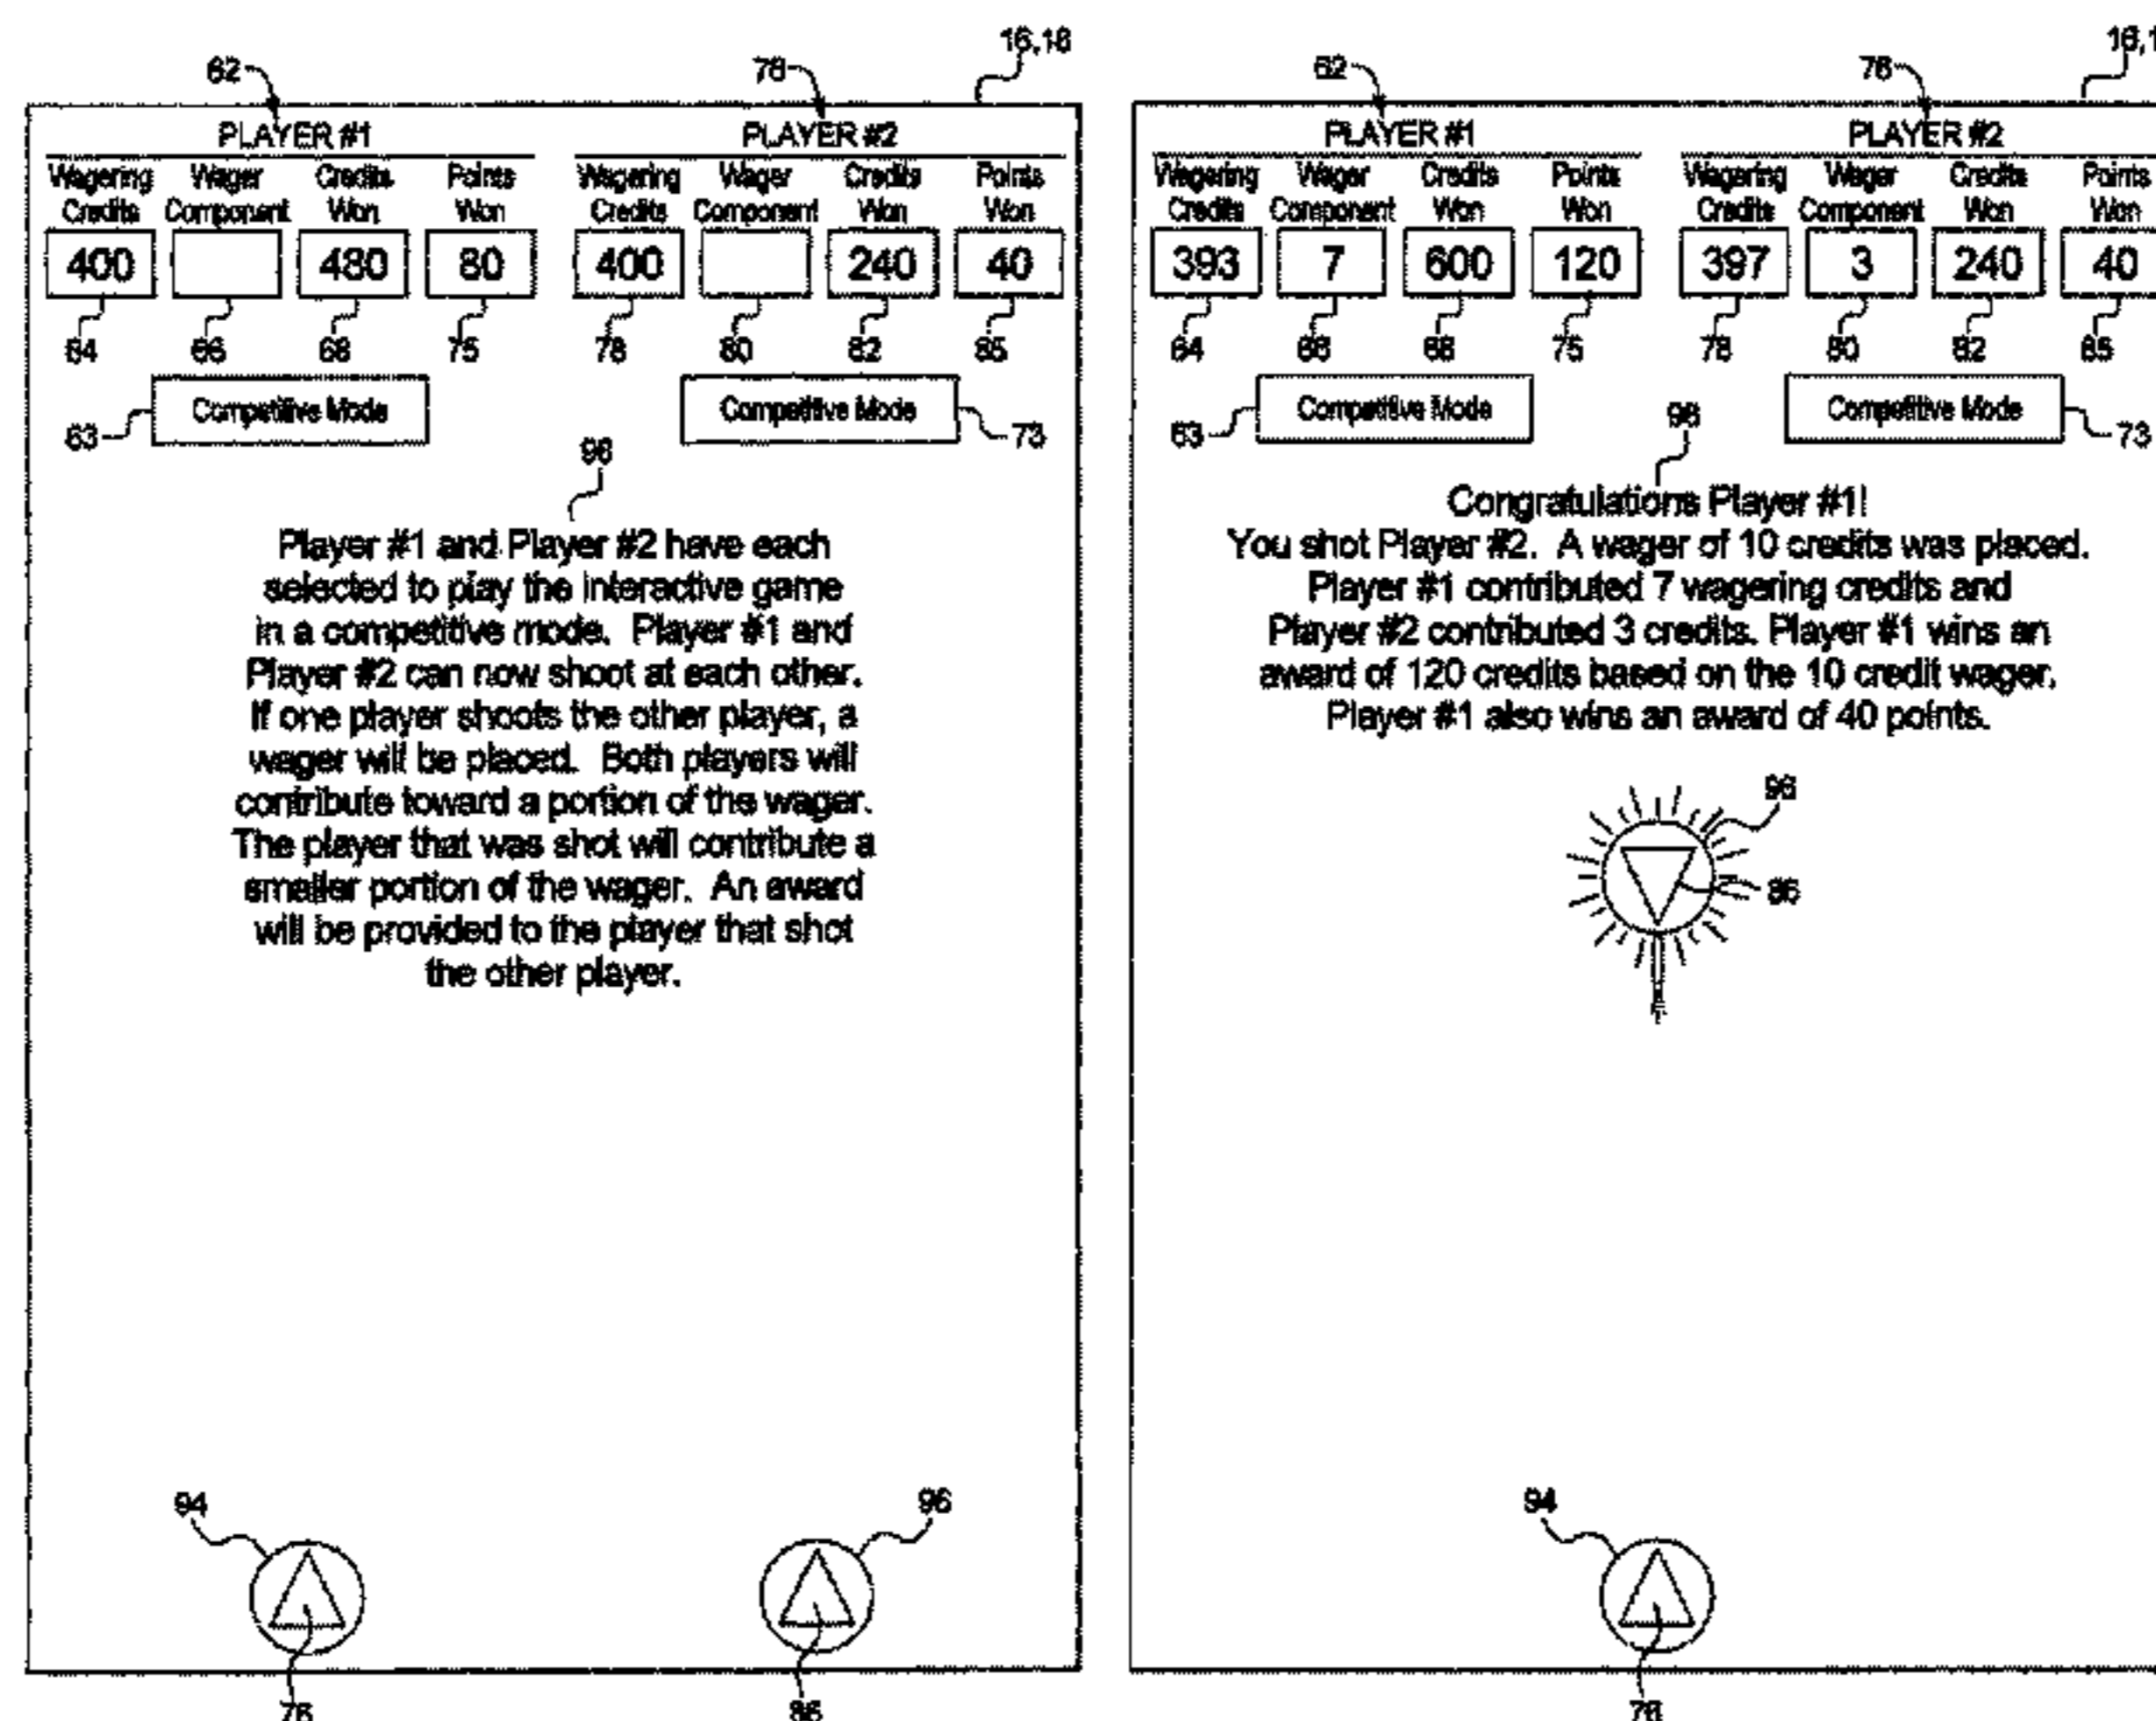 62
78
16,18
PLAYER #1
PLAYER #2
Wagering Credits
Wager Component
Credits Won
Points Won
Wagering Credits
Wager Component
Credits Won
Points Won
400
480
80
400
240
40
64
66
68
75
78
80
82
85
Competitive Mode
Competitive Mode
63
73
98
Player #1 and Player #2 have each
selected to play the interactive game
in a competitive mode. Player #1 and
Player #2 can now shoot at each other.
If one player shoots the other player, a
wager will be placed. Both players will
contribute toward a portion of the wager.
The player that was shot will contribute a
smaller portion of the wager. An award
will be provided to the player that shot
the other player.
94
96
76
86
62
76
PLAYER #1
PLAYER #2
Wagering Credits
Wager Component
Credits Won
Points Won
Wagering Credits
Wager Component
Credits Won
Points Won
393
7
600
120
397
3
240
40
64
66
68
75
78
80
82
85
Competitive Mode
Competitive Mode
63
73
98
Congratulations Player #1!
You shot Player #2. A wager of 10 credits was placed.
Player #1 contributed 7 wagering credits and
Player #2 contributed 3 credits. Player #1 wins an
award of 120 credits based on the 10 credit wager.
Player #1 also wins an award of 40 points.
96
86
94
76